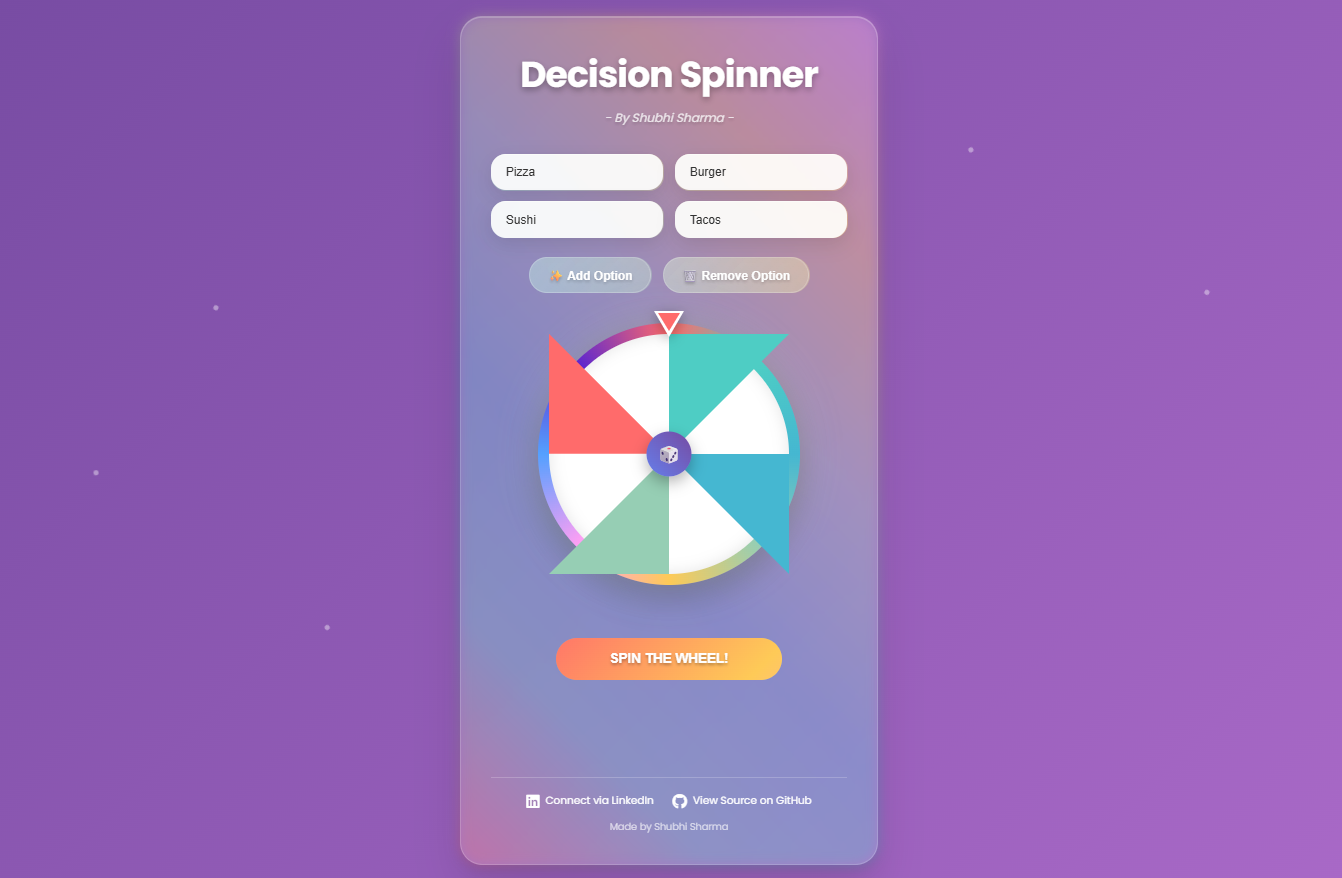 Decision Spinner
~ By Shubhi Sharma ~
Pizza
Burger
Sushi
Tacos
✨ Add Option
🗑️ Remove Option
🎲
SPIN THE WHEEL!
Connect via LinkedIn
View Source on GitHub
Made by Shubhi Sharma